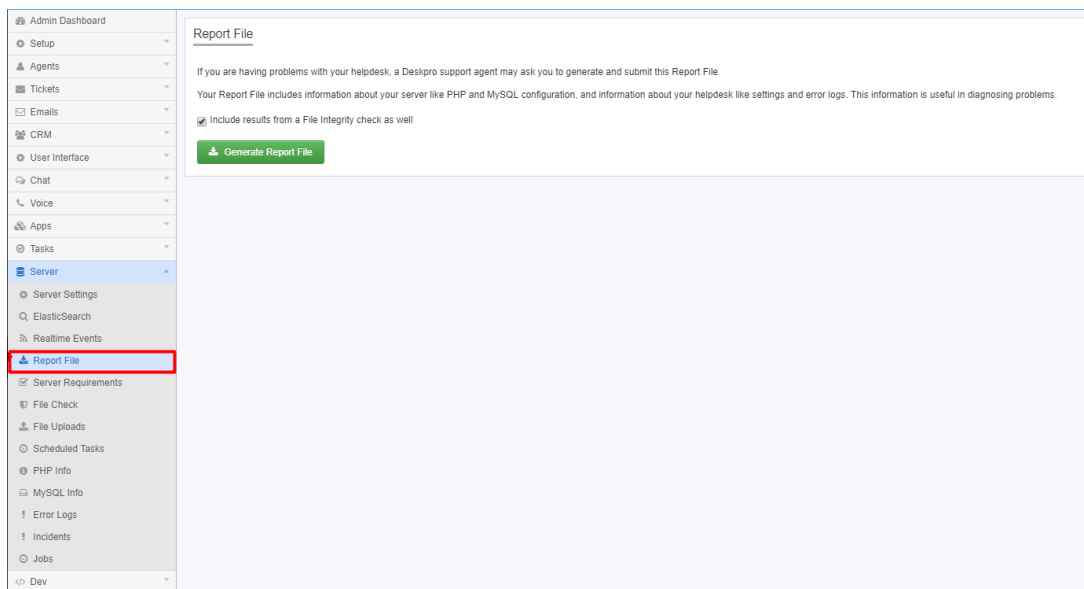 Admin Dashboard
Setup
Agents
Tickets
Emails
CRM
User Interface
Chat
Voice
Apps
Tasks
Server
Server Settings
ElasticSearch
Realtime Events
Report File
Server Requirements
File Check
File Uploads
Scheduled Tasks
PHP Info
MySQL Info
Error Logs
Incidents
Jobs
Dev
Report File
If you are having problems with your helpdesk, a Deskpro support agent may ask you to generate and submit this Report File.
Your Report File includes information about your server like PHP and MySQL configuration, and information about your helpdesk like settings and error logs. This information is useful in diagnosing problems.
Include results from a File Integrity check as well
Generate Report File